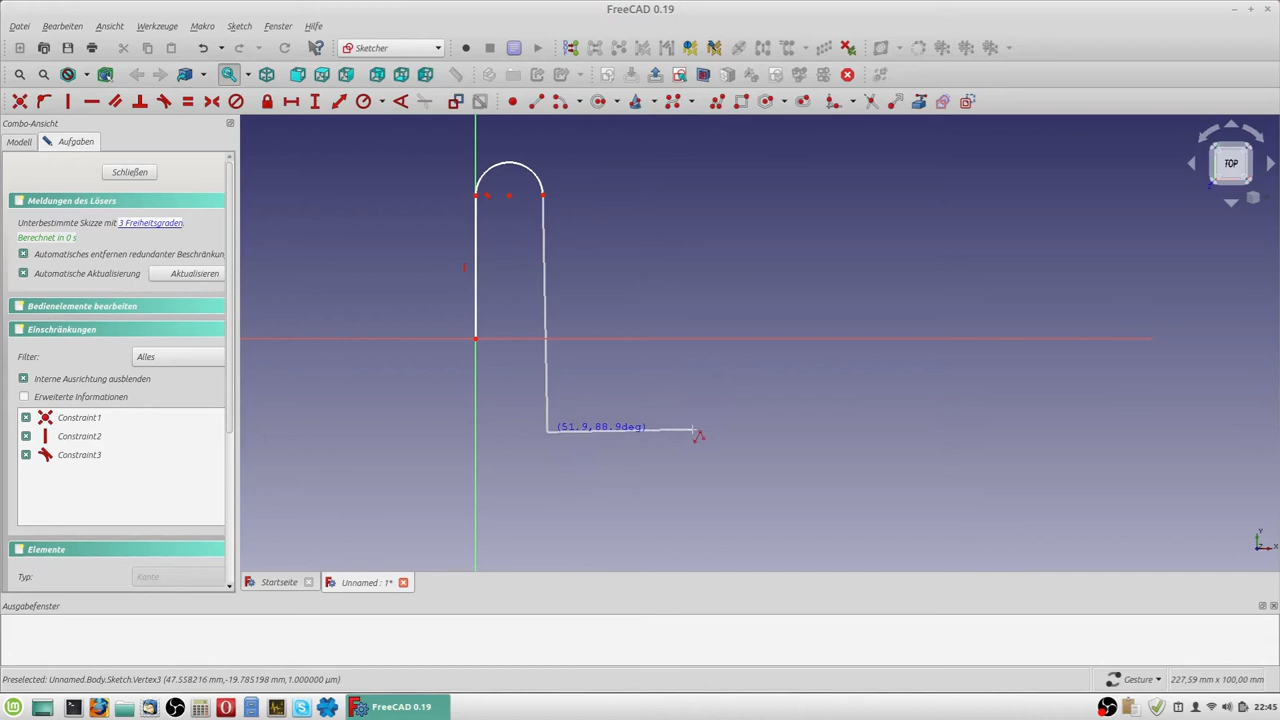 FreeCAD 0.19
Datei Bearbeiten Ansicht Werkzeuge Makro Sketch Fenster Hilfe
Sketcher
Combo-Ansicht
Modell Aufgaben
TOP
Schließen
Meldungen des Lösers
Unterbestimmte Skizze mit 3 Freiheitsgraden.
Berechnet in 0 s
Automatisches entfernen redundanter Beschränkun
Automatische Aktualisierung Aktualisieren
Bedienelemente bearbeiten
Einschränkungen
Filter: Alles
Interne Ausrichtung ausblenden
Erweiterte Informationen
Constraint1
Constraint2
Constraint3
(51.9,88.9deg)
Elemente
Typ: Kante
Y
Z X
Startseite Unnamed : 1*
Ausgabefenster
Preselected: Unnamed.Body.Sketch.Vertex3 (47.558216 mm,-19.785198 mm,1.000000 µm)
Gesture 227,59 mm x 100,00 mm
FreeCAD 0.19
22:45